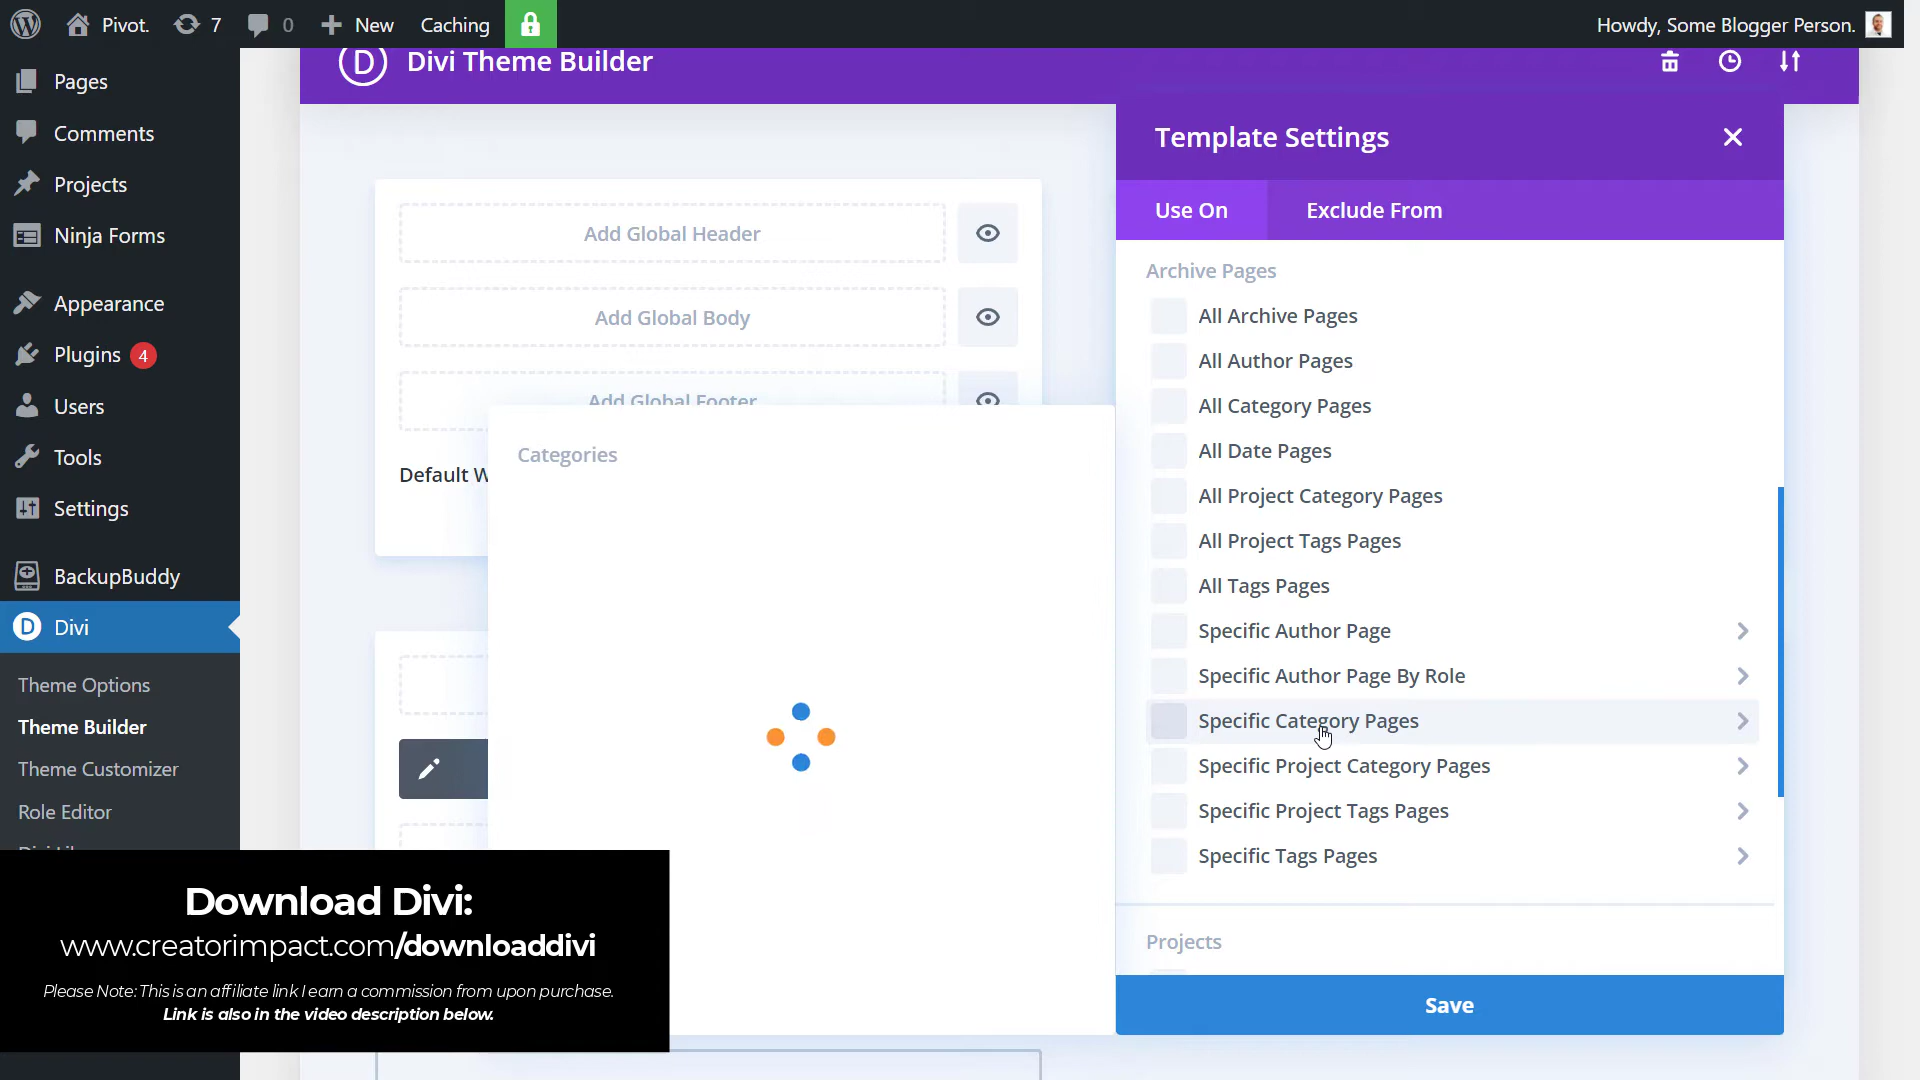 Pivot.
7
0
New
Caching
Howdy, Some Blogger Person.
Pages
Comments
Projects
Ninja Forms
Appearance
Plugins 4
Users
Tools
Settings
BackupBuddy
D Divi
Theme Options
Theme Builder
Theme Customizer
Role Editor
D Divi Theme Builder
Add Global Header
Add Global Body
Add Global Footer
Default W
Categories
Template Settings
Use On
Exclude From
Archive Pages
All Archive Pages
All Author Pages
All Category Pages
All Date Pages
All Project Category Pages
All Project Tags Pages
All Tags Pages
Specific Author Page
Specific Author Page By Role
Specific Category Pages
Specific Project Category Pages
Specific Project Tags Pages
Specific Tags Pages
Projects
Save
Download Divi:
www.creatorimpact.com/downloaddivi
Please Note: This is an affiliate link I earn a commission from upon purchase.
Link is also in the video description below.